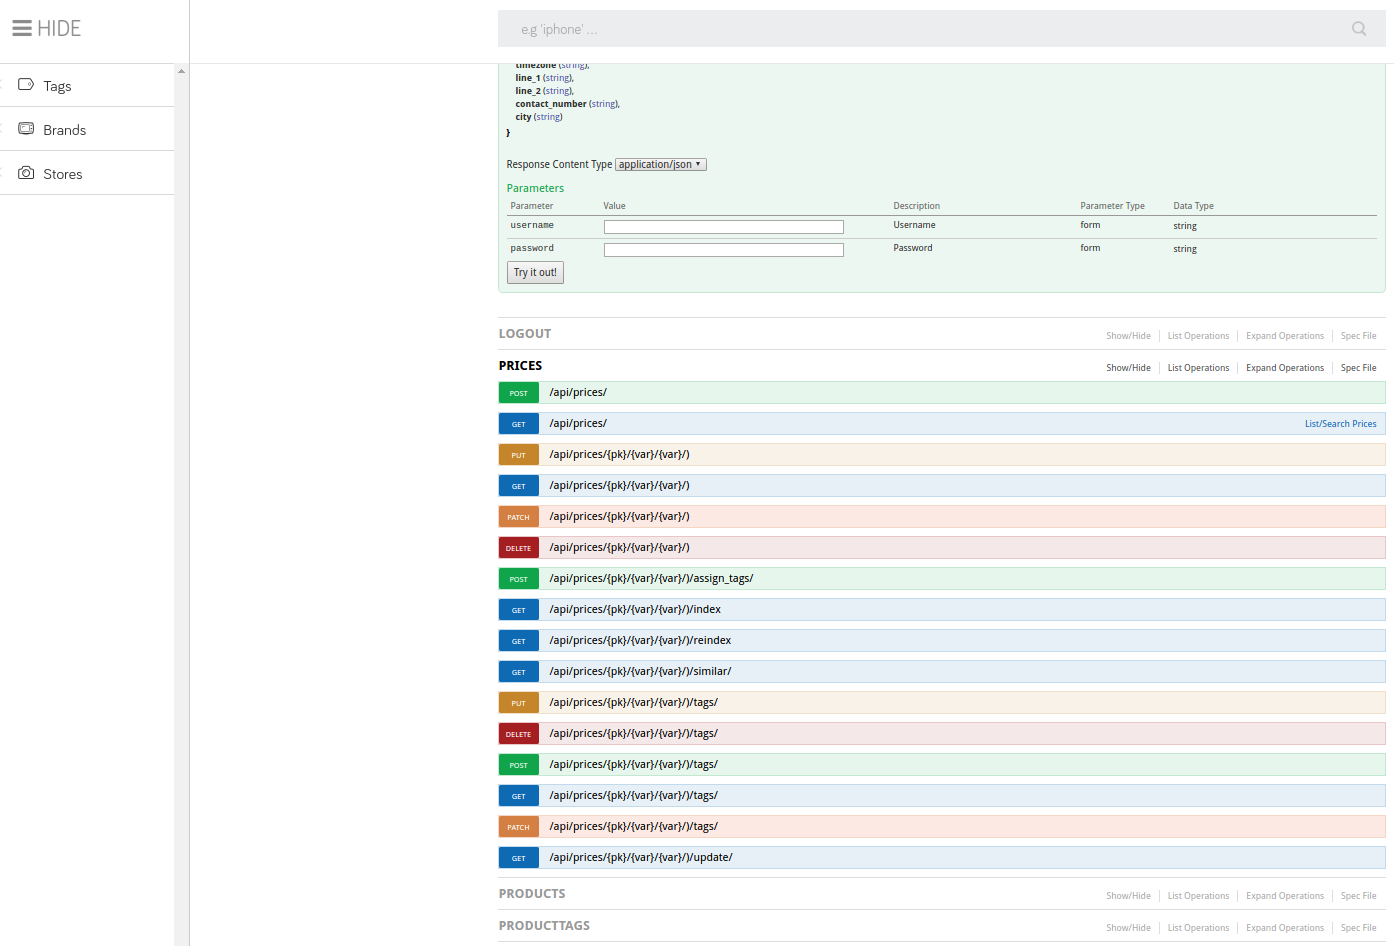 HIDE
e.g 'iphone' ...
Tags
Brands
Stores
timezone (string),
line_1 (string),
line_2 (string),
contact_number (string),
city (string)
}
Response Content Type application/json
Parameters
Parameter Value Description Parameter Type Data Type
username Username form string
password Password form string
Try it out!
LOGOUT Show/Hide List Operations Expand Operations Spec File
PRICES Show/Hide List Operations Expand Operations Spec File
POST /api/prices/
GET /api/prices/ List/Search Prices
PUT /api/prices/{pk}/{var}/{var}/)
GET /api/prices/{pk}/{var}/{var}/)
PATCH /api/prices/{pk}/{var}/{var}/)
DELETE /api/prices/{pk}/{var}/{var}/)
POST /api/prices/{pk}/{var}/{var}/)/assign_tags/
GET /api/prices/{pk}/{var}/{var}/)/index
GET /api/prices/{pk}/{var}/{var}/)/reindex
GET /api/prices/{pk}/{var}/{var}/)/similar/
PUT /api/prices/{pk}/{var}/{var}/)/tags/
DELETE /api/prices/{pk}/{var}/{var}/)/tags/
POST /api/prices/{pk}/{var}/{var}/)/tags/
GET /api/prices/{pk}/{var}/{var}/)/tags/
PATCH /api/prices/{pk}/{var}/{var}/)/tags/
GET /api/prices/{pk}/{var}/{var}/)/update/
PRODUCTS Show/Hide List Operations Expand Operations Spec File
PRODUCTTAGS Show/Hide List Operations Expand Operations Spec File